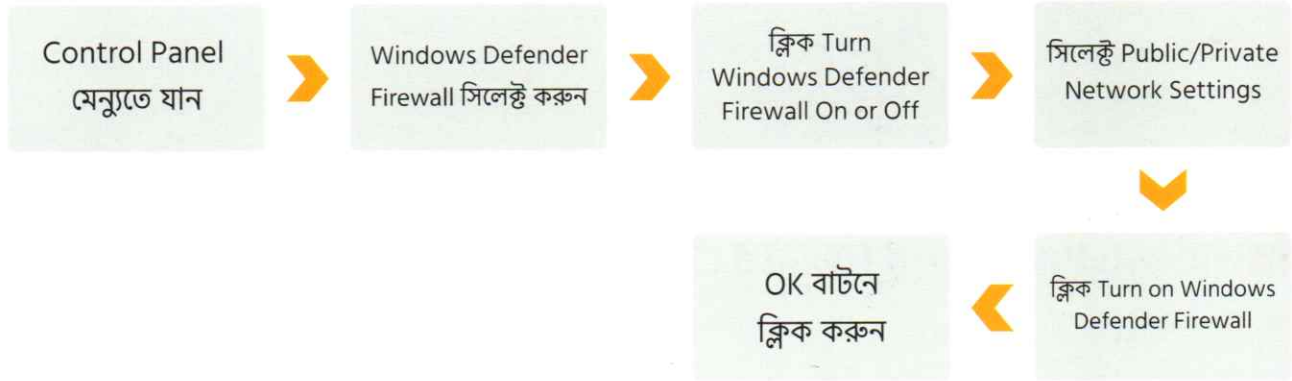 Control Panel
মেন্যুতে যান
Windows Defender
Firewall সিলেক্ট করুন
ক্লিক Turn
Windows Defender
Firewall On or Off
সিলেক্ট Public/Private
Network Settings
ক্লিক Turn on Windows
Defender Firewall
OK বাটনে
ক্লিক করুন